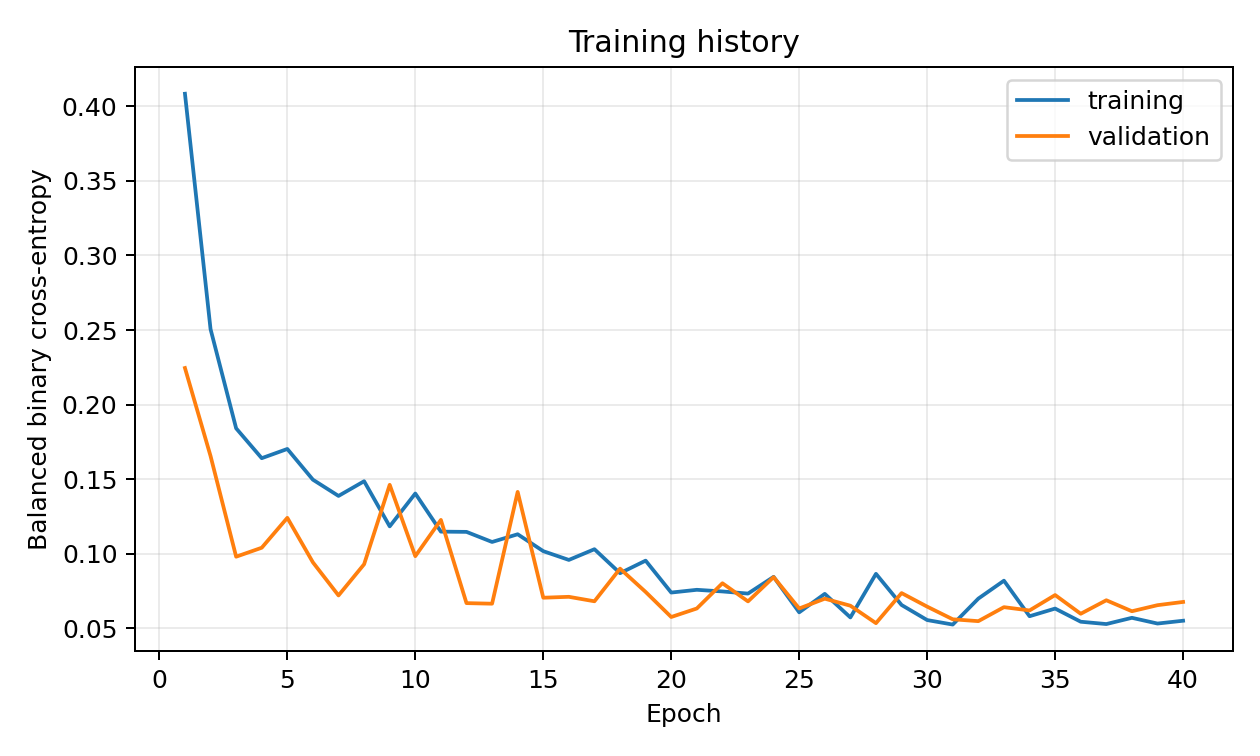 Training history
training
validation
Balanced binary cross-entropy
0.40
0.35
0.30
0.25
0.20
0.15
0.10
0.05
0 5 10 15 20 25 30 35 40
Epoch